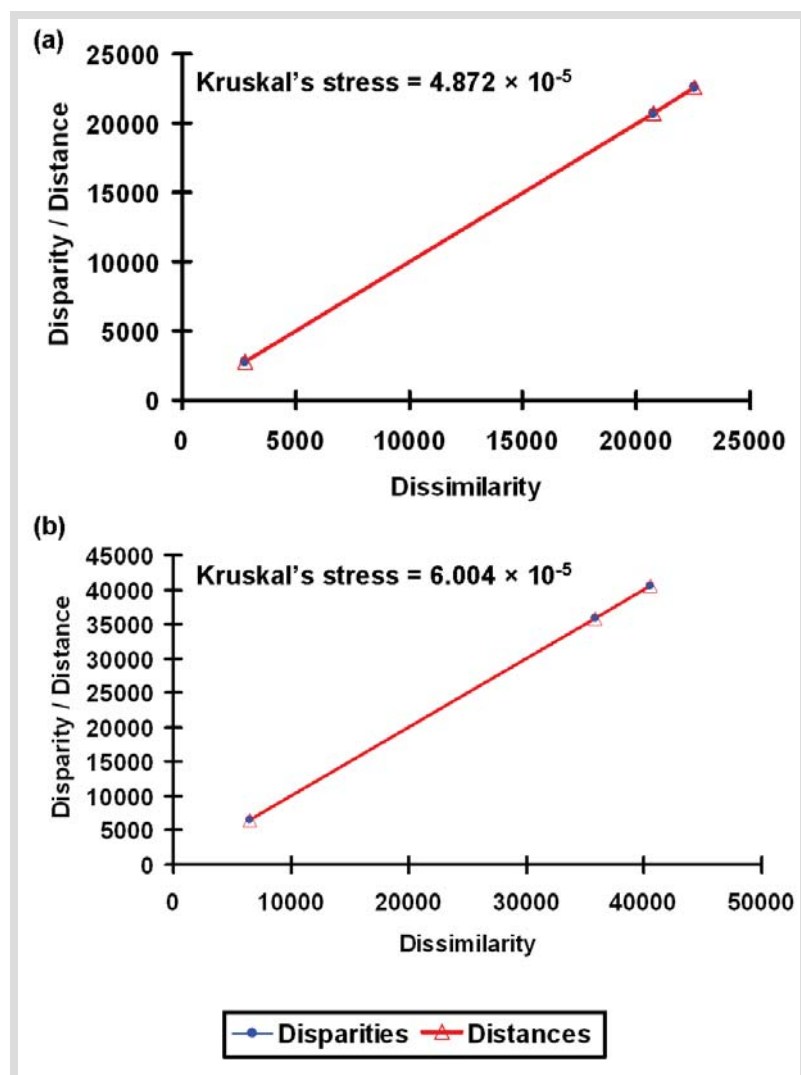 (a)
25000
Kruskal's stress = 4.872 × 10-5
20000
15000
10000
5000
0
Disparity / Distance
0 5000 10000 15000 20000 25000
Dissimilarity
(b)
45000
Kruskal's stress = 6.004 × 10-5
40000
35000
30000
25000
20000
15000
10000
5000
0
Disparity / Distance
0 10000 20000 30000 40000 50000
Dissimilarity
Disparities Distances